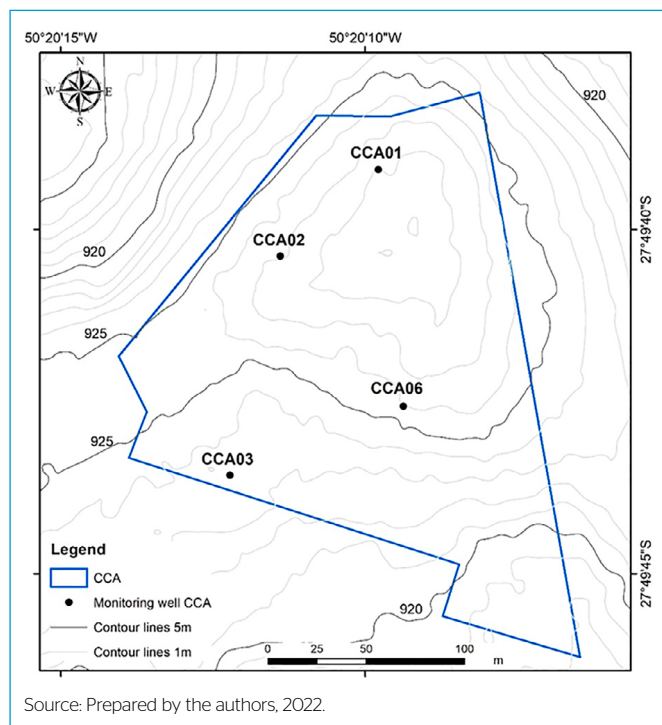 50°20'15"W 50°20'10"W
N
W E
S
920
CCA01
27°49'40"S
CCA02
920
925
CCA06
925
CCA03
Legend
CCA
Monitoring well CCA
Contour lines 5m
Contour lines 1m
920
27°49'45"S
0 25 50 100
m
Source: Prepared by the authors, 2022.